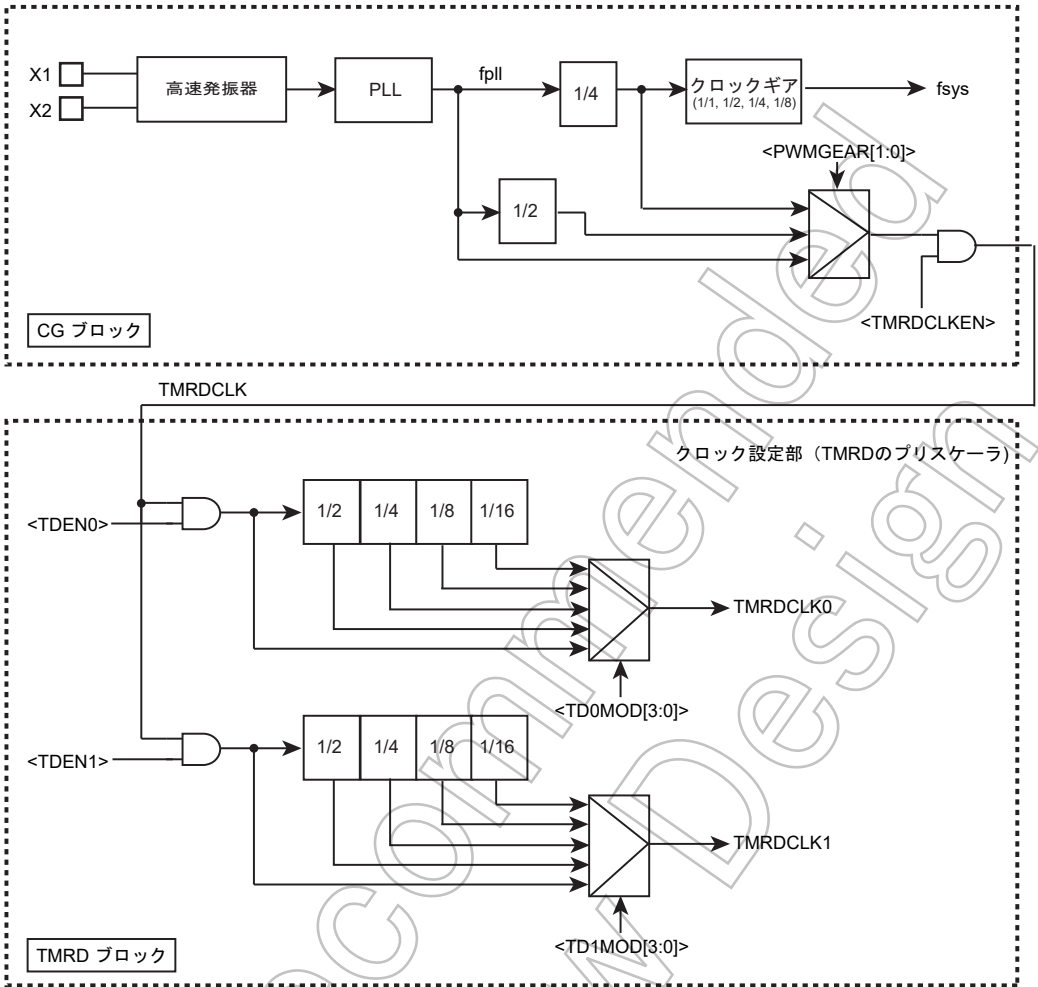 X1
X2
高速発振器
PLL
fpll
1/4
クロックギア
(1/1, 1/2, 1/4, 1/8)
fsys
<PWMGEAR[1:0]>
1/2
<TMRDCLKEN>
CG ブロック
TMRDCLK
クロック設定部（TMRDのプリスケーラ)
<TDEN0>
1/2 1/4 1/8 1/16
TMRDCLK0
<TD0MOD[3:0]>
<TDEN1>
1/2 1/4 1/8 1/16
TMRDCLK1
<TD1MOD[3:0]>
TMRD ブロック